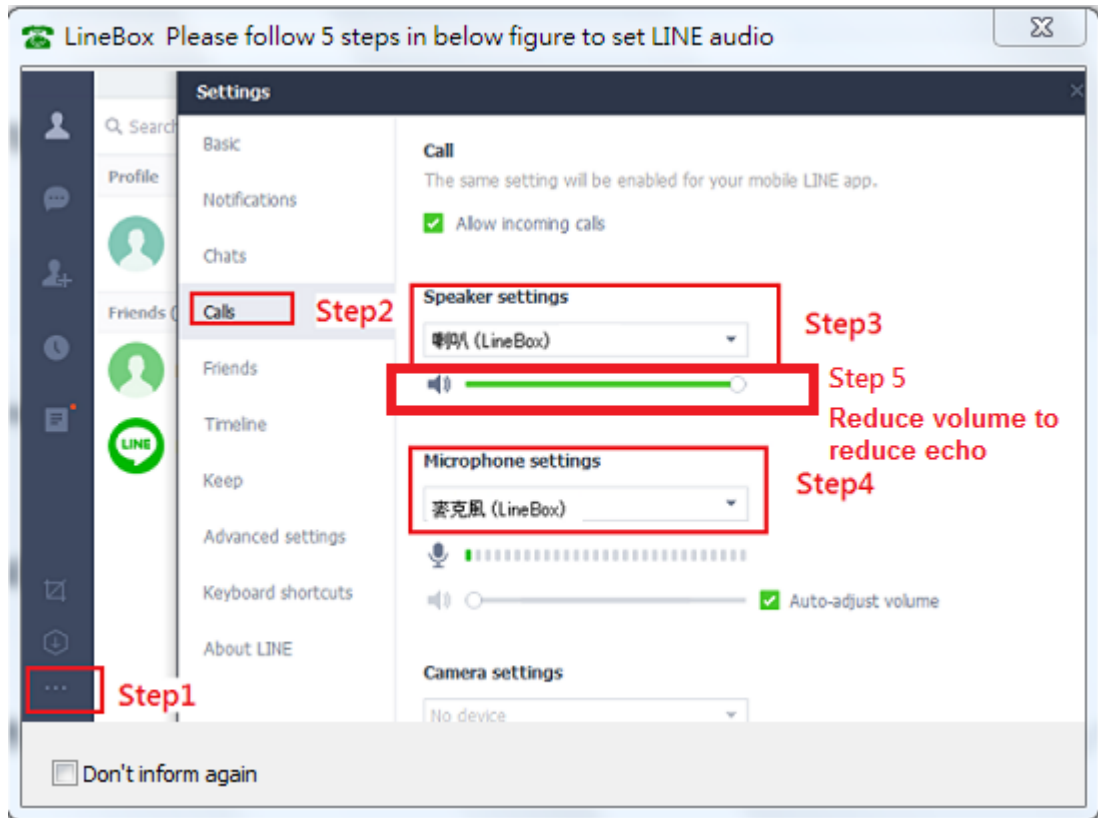 LineBox Please follow 5 steps in below figure to set LINE audio
Settings
Search
Profile
Friends (
LINE
Basic
Notifications
Chats
Calls
Step2
Friends
Timeline
Keep
Advanced settings
Keyboard shortcuts
About LINE
Step1
Call
The same setting will be enabled for your mobile LINE app.
Allow incoming calls
Speaker settings
喇叭 (LineBox)
Step3
Step 5
Reduce volume to
reduce echo
Microphone settings
麥克風 (LineBox)
Step4
Auto-adjust volume
Camera settings
No device
Don't inform again